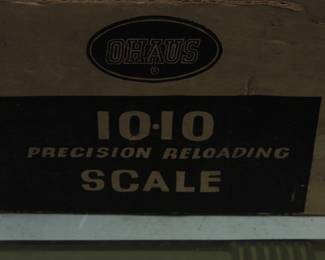 OHAUS
®
10·10
PRECISION RELOADING
SCALE